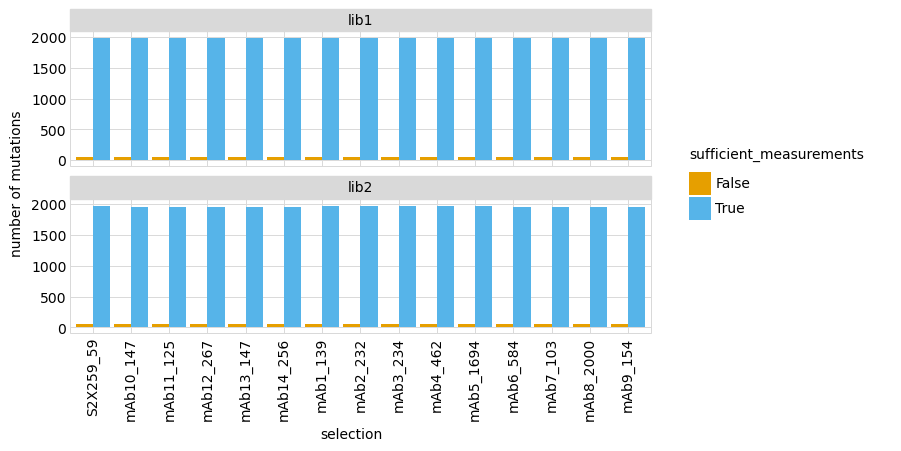 lib1
2000
1500
1000
500
0
lib2
2000
1500
1000
500
0
number of mutations
S2X259_59
mAb10_147
mAb11_125
mAb12_267
mAb13_147
mAb14_256
mAb1_139
mAb2_232
mAb3_234
mAb4_462
mAb5_1694
mAb6_584
mAb7_103
mAb8_2000
mAb9_154
selection
sufficient_measurements
False
True